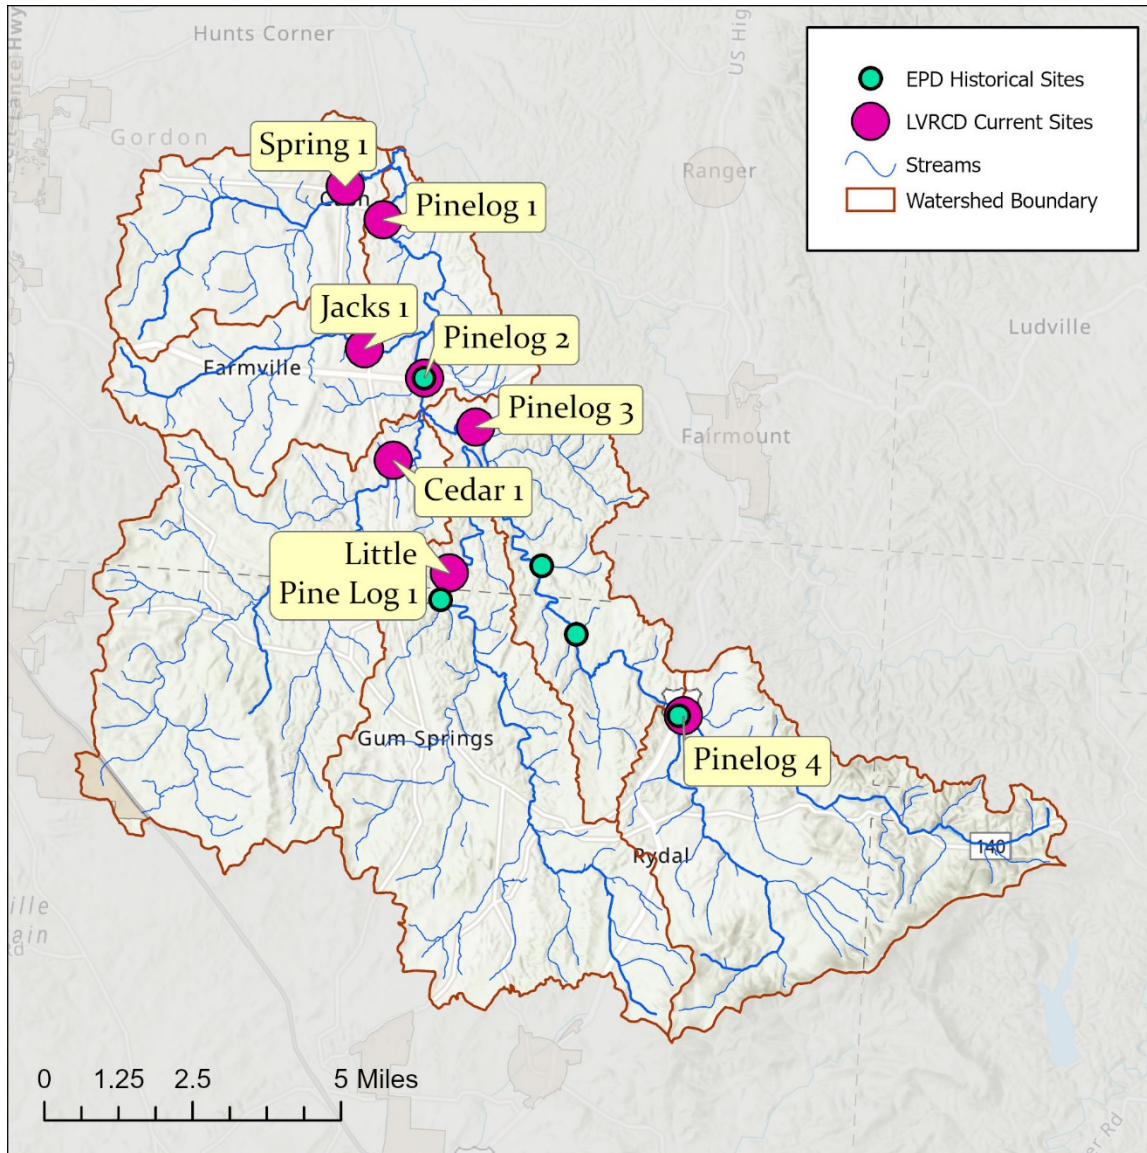 Hunts Corner
Gordon
Ranger
Ludville
Fairmount
Farmville
Gum Springs
Rydal
140
Spring 1
Pinelog 1
Jacks 1
Pinelog 2
Pinelog 3
Cedar 1
Little
Pine Log 1
Pinelog 4
EPD Historical Sites
LVRCD Current Sites
Streams
Watershed Boundary
0 1.25 2.5 5 Miles